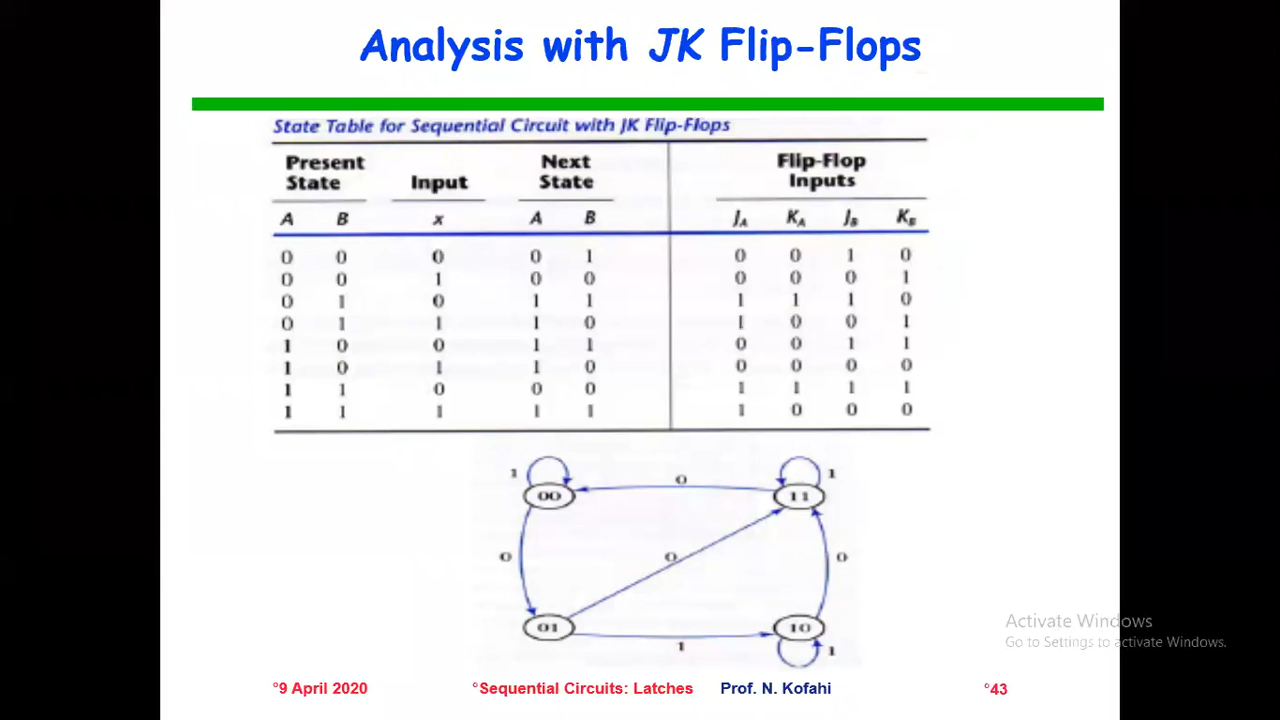 Analysis with JK Flip-Flops
State Table for Sequential Circuit with JK Flip-Flops
Present State Input Next State Flip-Flop Inputs
A B x A B JA KA JB KB
0 0 0 0 1 0 0 1 0
0 0 1 0 0 0 0 0 1
0 1 0 1 1 1 1 1 0
0 1 1 1 0 1 0 0 1
1 0 0 1 1 0 0 1 1
1 0 1 1 0 0 0 0 0
1 1 0 0 0 1 1 1 1
1 1 1 1 1 1 0 0 0
1 0 1
00 11
0 0 0
01 10
1 1
Activate Windows
Go to Settings to activate Windows.
°9 April 2020 °Sequential Circuits: Latches Prof. N. Kofahi °43